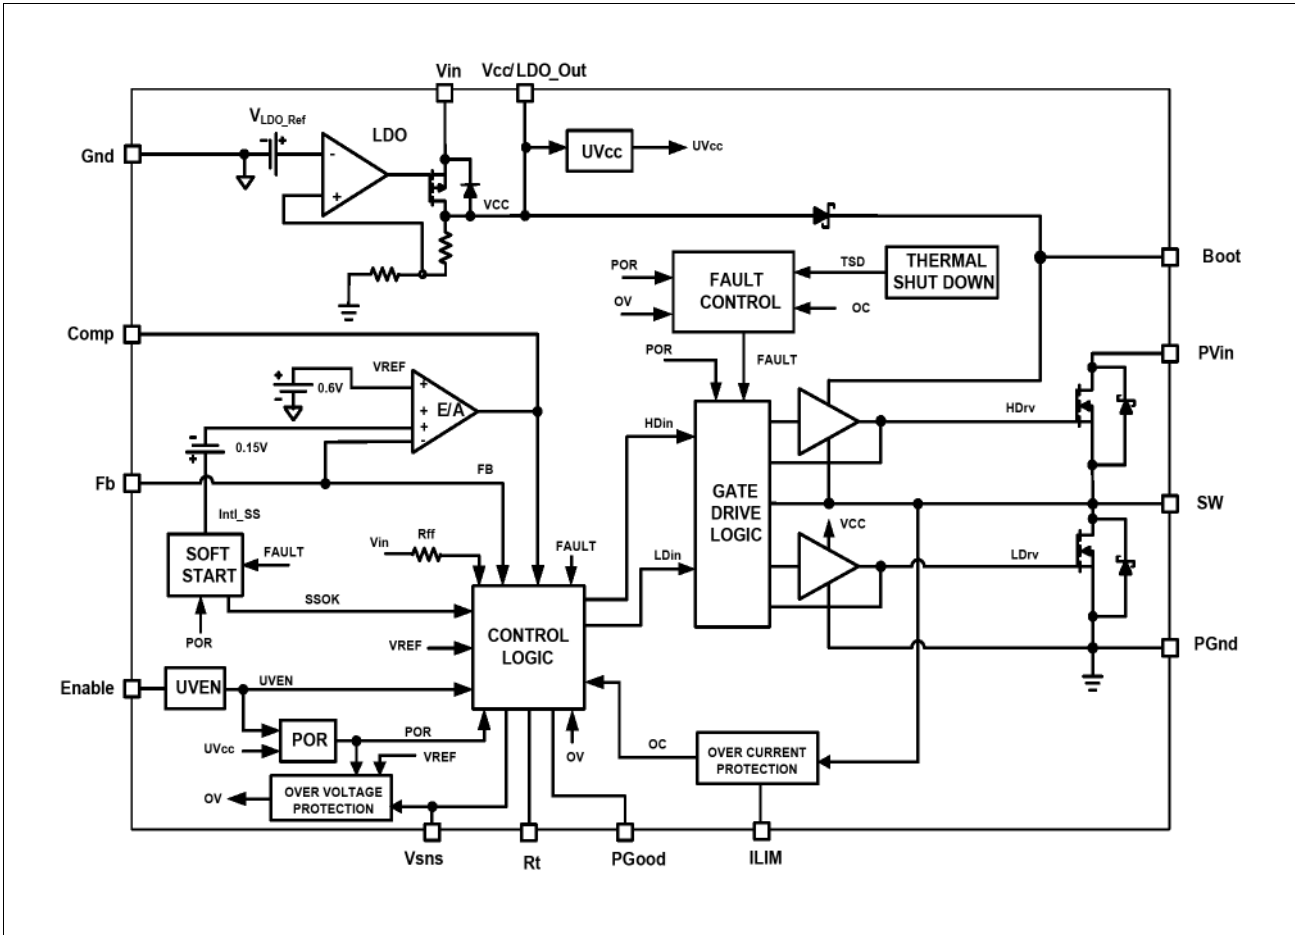 Vin
Vcc/LDO_Out
VLDO_Ref
LDO
Gnd
-
+
-
+
UVcc
UVcc
VCC
Boot
POR
OV
FAULT
CONTROL
TSD
THERMAL
SHUT DOWN
OC
Comp
POR
FAULT
PVin
VREF
+
-
0.6V
+
+
+
-
E/A
HDin
HDrv
-
+
0.15V
Fb
FB
SW
Intl_SS
GATE
DRIVE
LOGIC
VCC
SOFT
START
FAULT
Vin
Rff
FAULT
LDin
LDrv
SSOK
POR
CONTROL
LOGIC
VREF
PGnd
Enable
UVEN
UVEN
POR
UVcc
POR
VREF
OV
OC
OVER CURRENT
PROTECTION
OV
OVER VOLTAGE
PROTECTION
Vsns
Rt
PGood
ILIM